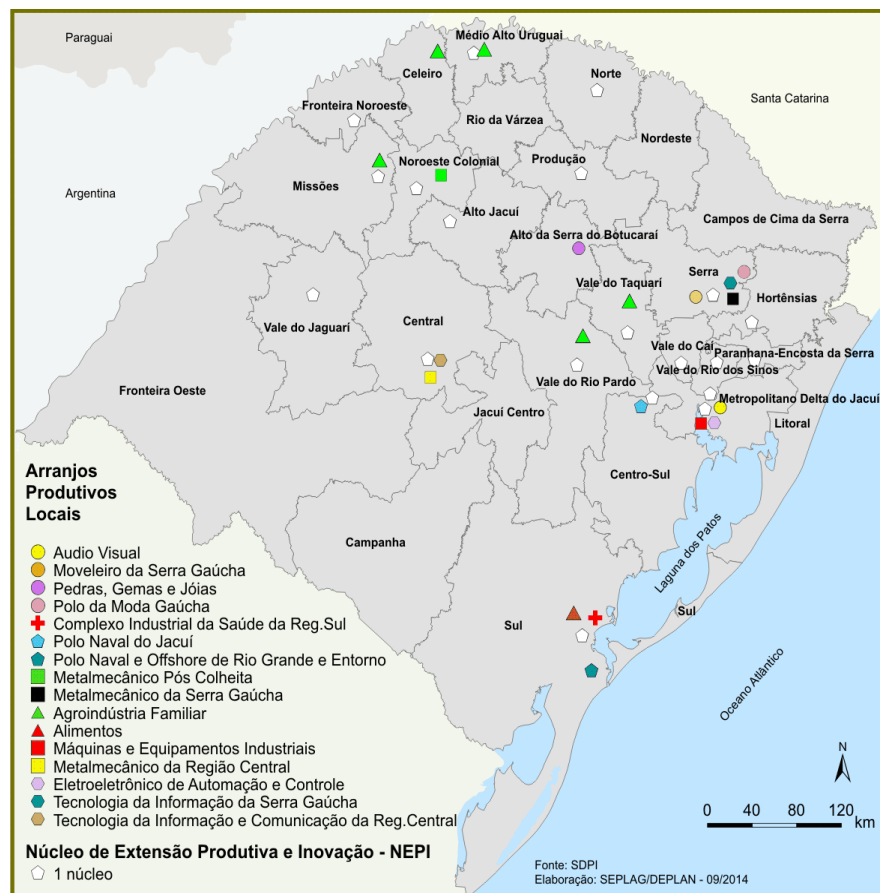 Paraguai
Médio Alto Uruguai
Celeiro
Norte
Santa Catarina
Fronteira Noroeste
Rio da Várzea
Nordeste
Noroeste Colonial
Produção
Argentina
Missões
Alto Jacuí
Campos de Cima da Serra
Alto da Serra do Botucaraí
Serra
Vale do Taquarí
Hortênsias
Vale do Jaguarí
Central
Vale do Caí
Paranhana-Encosta da Serra
Vale do Rio dos Sinos
Fronteira Oeste
Vale do Rio Pardo
Metropolitano Delta do Jacuí
Jacuí Centro
Litoral
Centro-Sul
Campanha
Laguna dos Patos
Sul
Sul
Oceano Atlântico
Arranjos
Produtivos
Locais
Audio Visual
Moveleiro da Serra Gaúcha
Pedras, Gemas e Jóias
Polo da Moda Gaúcha
Complexo Industrial da Saúde da Reg.Sul
Polo Naval do Jacuí
Polo Naval e Offshore de Rio Grande e Entorno
Metalmecânico Pós Colheita
Metalmecânico da Serra Gaúcha
Agroindústria Familiar
Alimentos
Máquinas e Equipamentos Industriais
Metalmecânico da Região Central
Eletroeletrônico de Automação e Controle
Tecnologia da Informação da Serra Gaúcha
Tecnologia da Informação e Comunicação da Reg.Central
Núcleo de Extensão Produtiva e Inovação - NEPI
1 núcleo
N
0 40 80 120
km
Fonte: SDPI
Elaboração: SEPLAG/DEPLAN - 09/2014